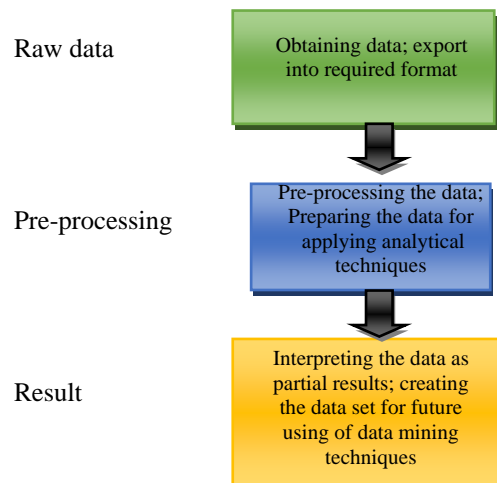 Raw data
Obtaining data; export
into required format
Pre-processing
Pre-processing the data;
Preparing the data for
applying analytical
techniques
Result
Interpreting the data as
partial results; creating
the data set for future
using of data mining
techniques